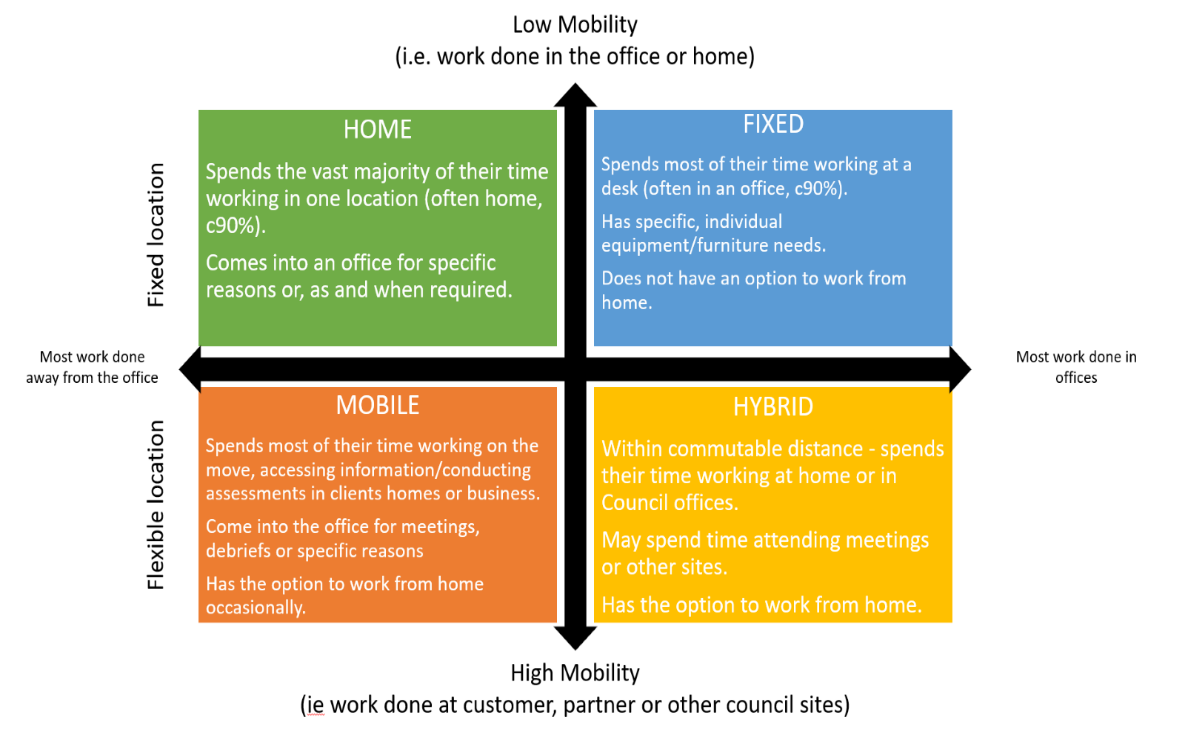 Low Mobility
(i.e. work done in the office or home)
Fixed location
HOME
Spends the vast majority of their time
working in one location (often home,
c90%).
Comes into an office for specific
reasons or, as and when required.
FIXED
Spends most of their time working at a
desk (often in an office, c90%).
Has specific, individual
equipment/furniture needs.
Does not have an option to work from
home.
Most work done
away from the office
Most work done in
offices
Flexible location
MOBILE
Spends most of their time working on the
move, accessing information/conducting
assessments in clients homes or business.
Come into the office for meetings,
debriefs or specific reasons
Has the option to work from home
occasionally.
HYBRID
Within commutable distance - spends
their time working at home or in
Council offices.
May spend time attending meetings
or other sites.
Has the option to work from home.
High Mobility
(ie work done at customer, partner or other council sites)